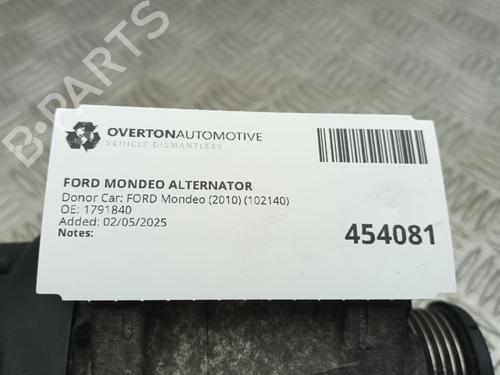 B-PARTS
OVERTONAUTOMOTIVE
VEHICLE DISMANTLERS
FORD MONDEO ALTERNATOR
Donor Car: FORD Mondeo (2010) (102140)
OE: 1791840
Added: 02/05/2025
Notes:
454081